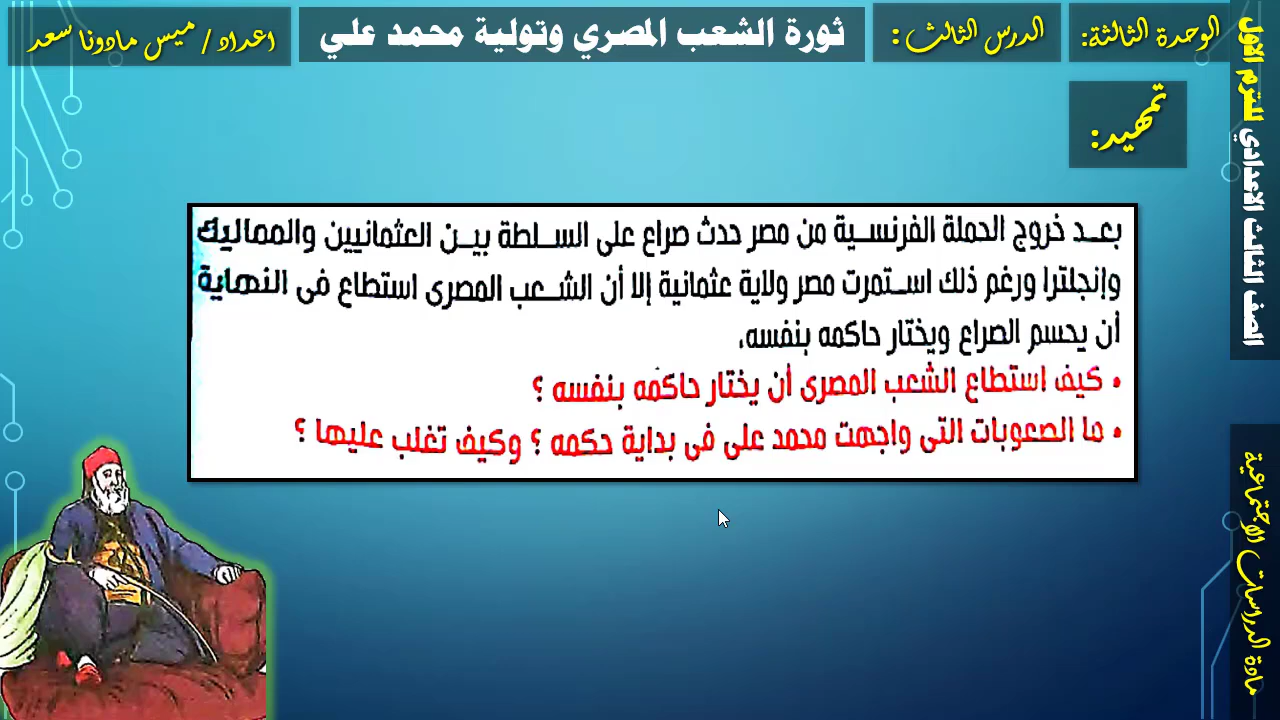 الوحدة الثالثة:
الدرس الثالث :
ثورة الشعب المصري وتولية محمد علي
اعداد / ميس مادونا سعد
تمهيد:
بعد خروج الحملة الفرنسية من مصر حدث صراع على السلطة بين العثمانيين والمماليك
وإنجلترا ورغم ذلك استمرت مصر ولاية عثمانية إلا أن الشعب المصرى استطاع فى النهاية
أن يحسم الصراع ويختار حاكمه بنفسه.
• كيف استطاع الشعب المصرى أن يختار حاكمه بنفسه ؟
• ما الصعوبات التى واجهت محمد على فى بداية حكمه ؟ وكيف تغلب عليها ؟
الصف الثالث الاعدادي للترم الاول
مادة الدراسات الاجتماعية